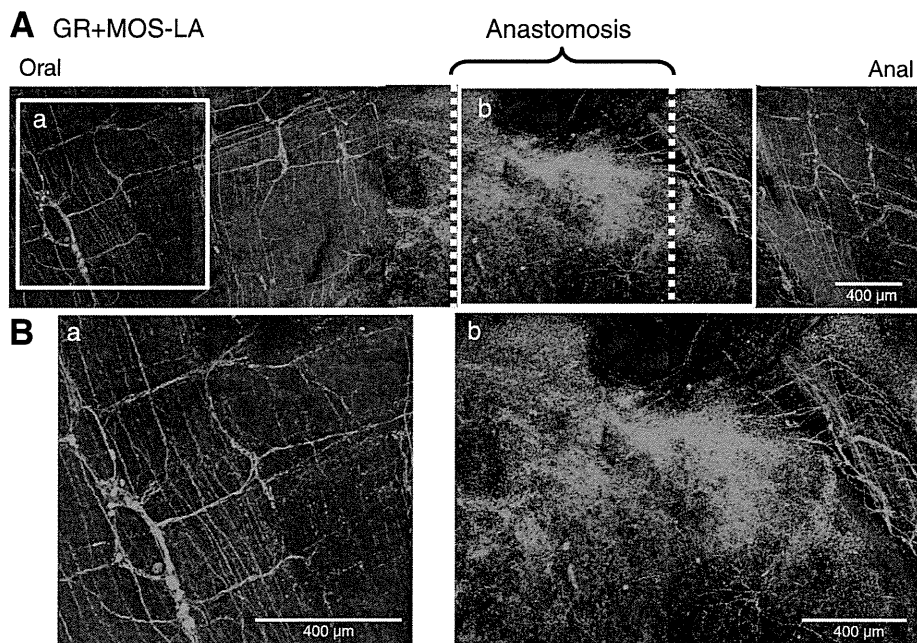 A GR+MOS-LA
Anastomosis
Oral
Anal
a
b
400 µm
B
a
b
400 µm
400 µm